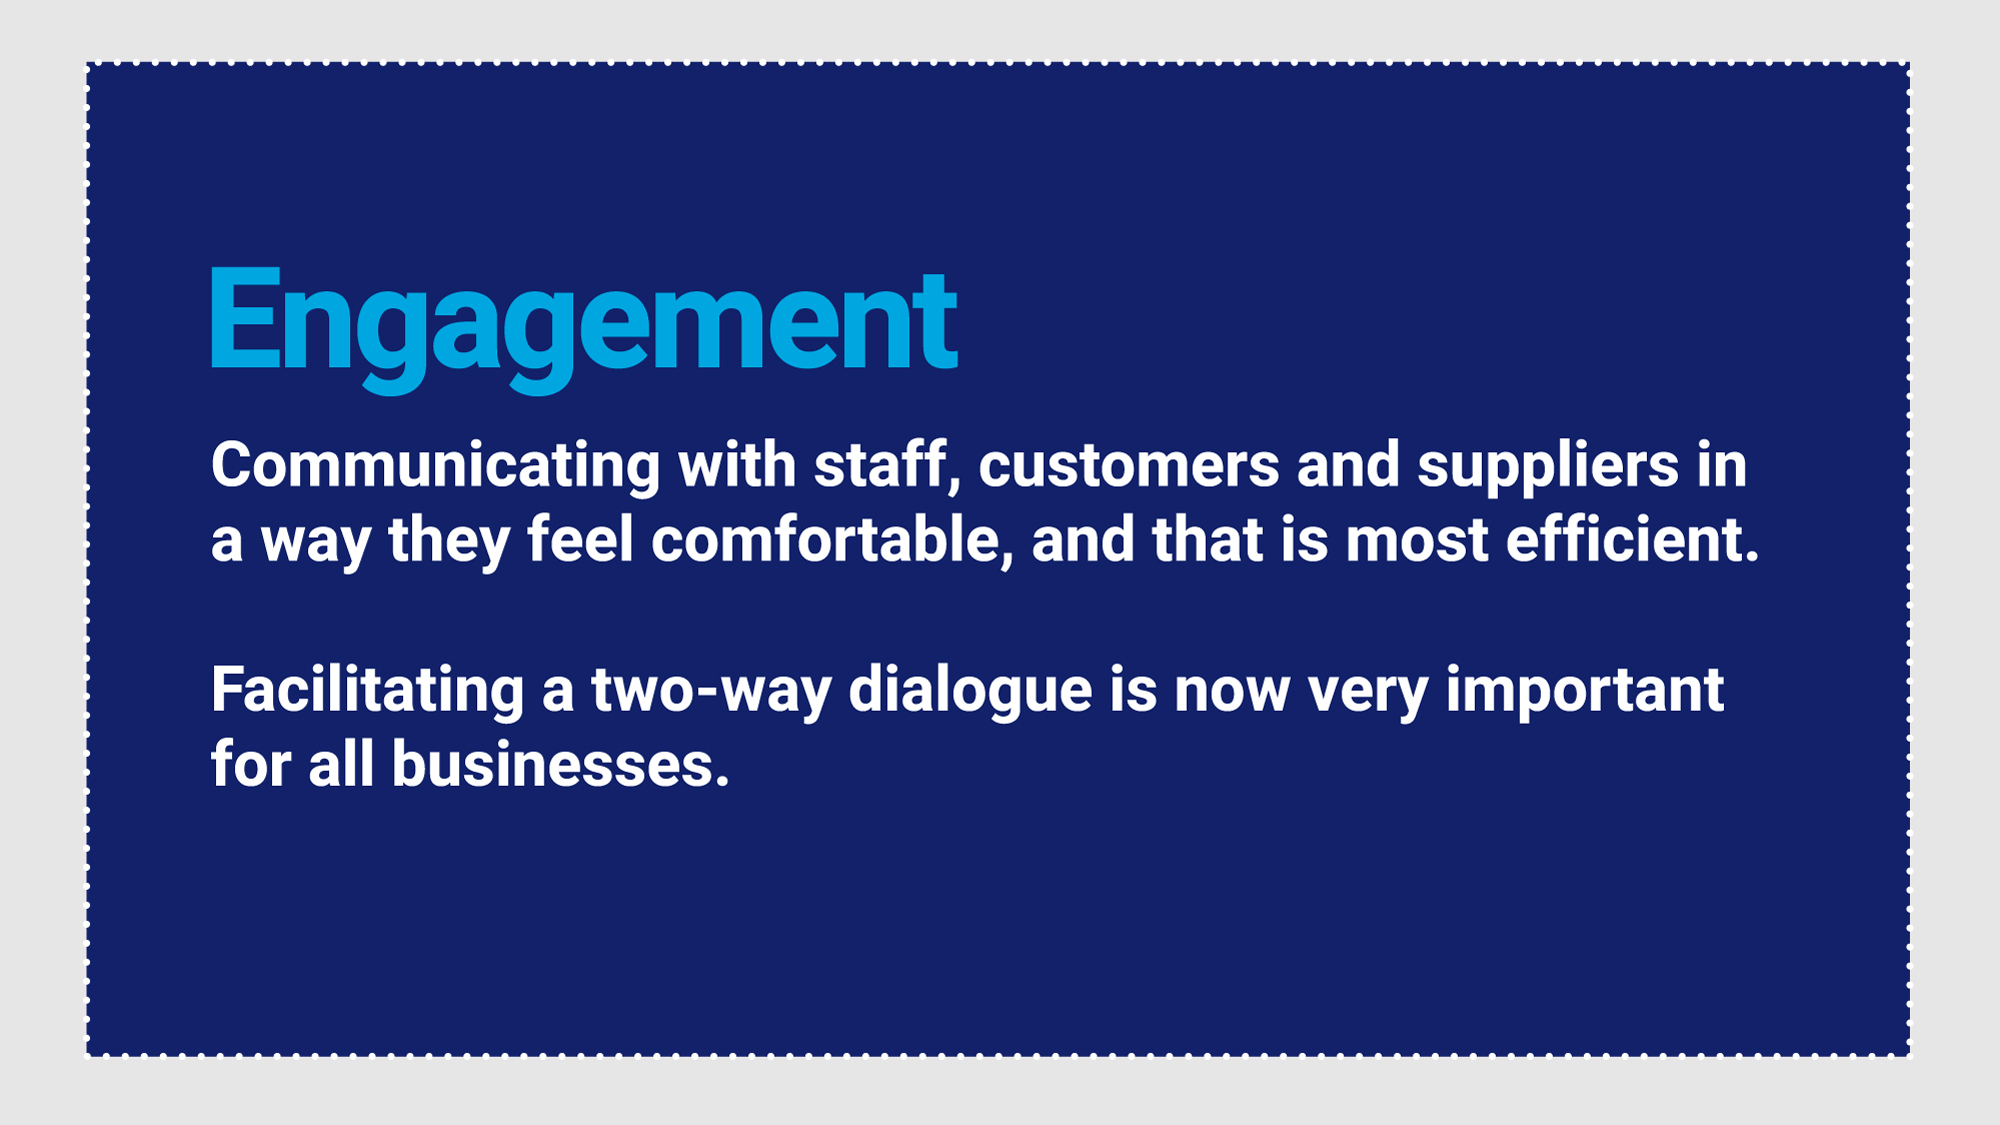 Engagement
Communicating with staff, customers and suppliers in
a way they feel comfortable, and that is most efficient.
Facilitating a two-way dialogue is now very important
for all businesses.